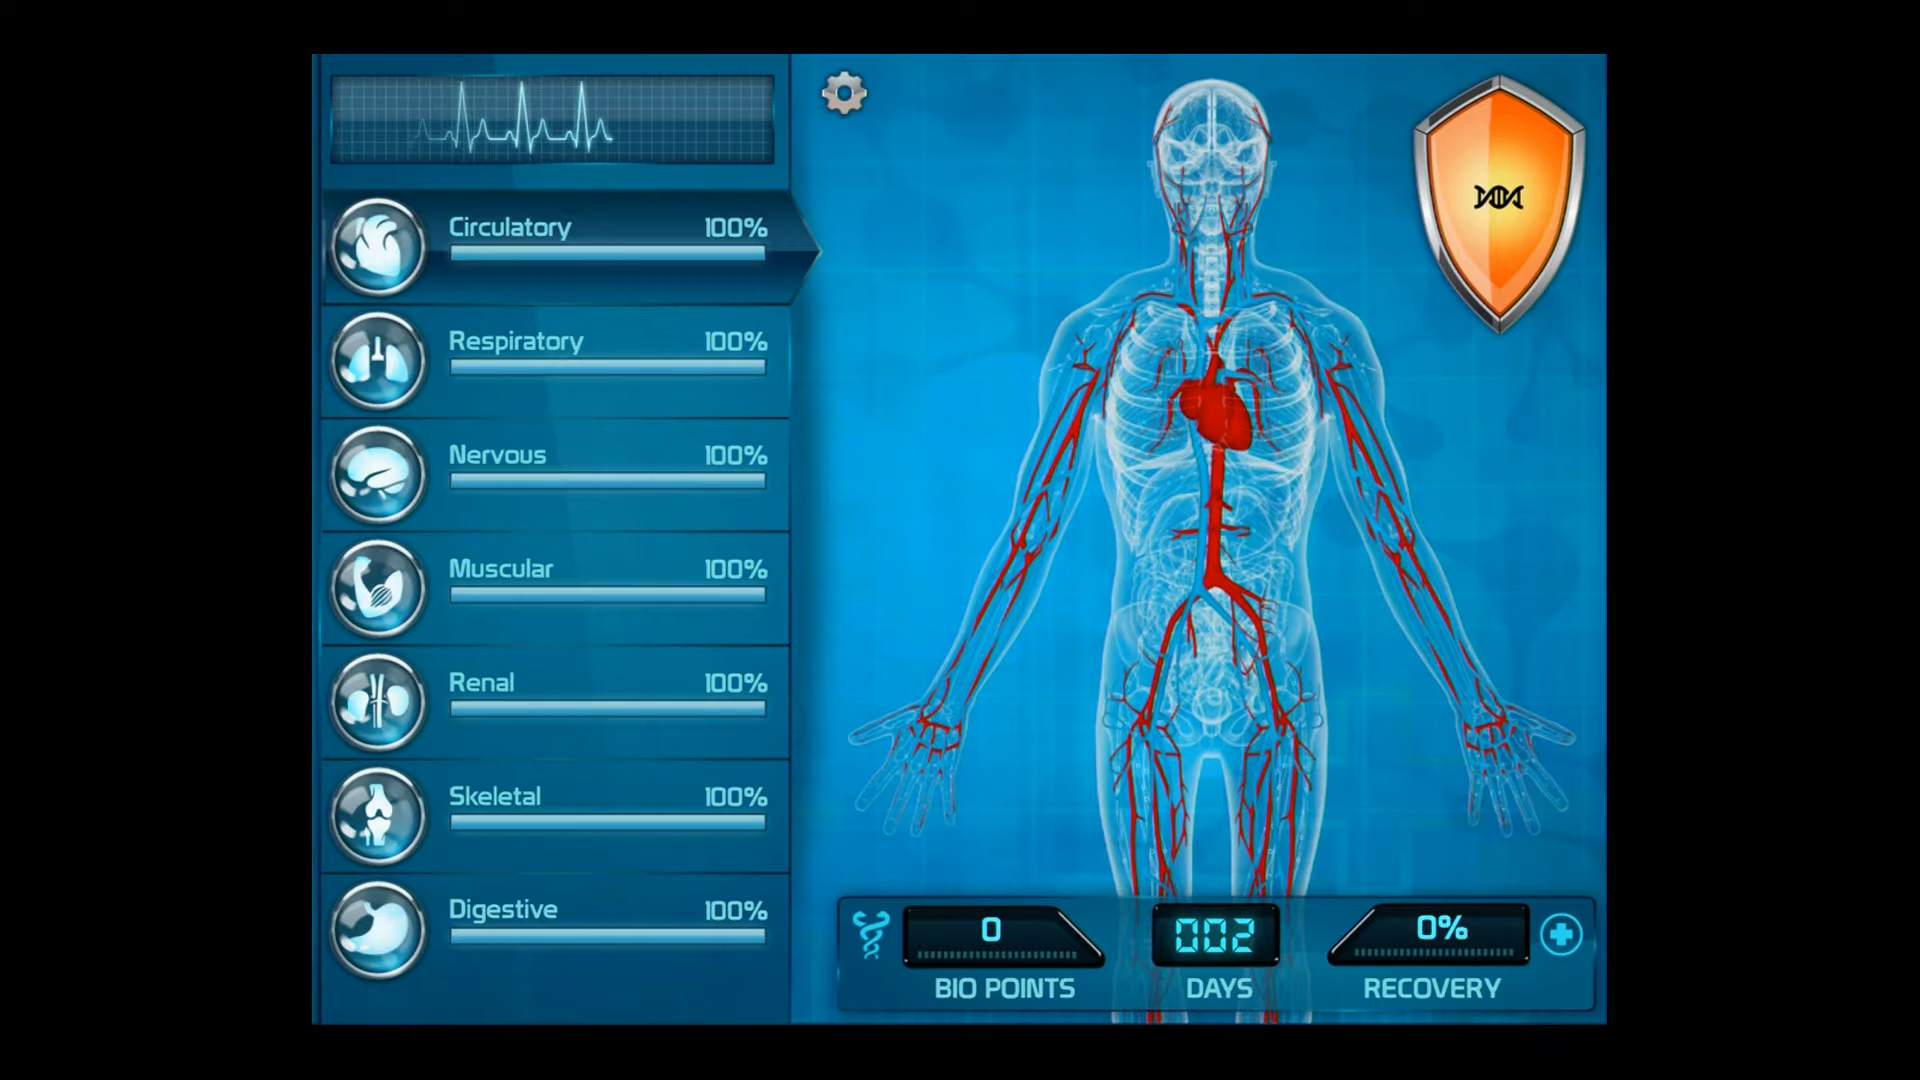 Circulatory 100%
Respiratory 100%
Nervous 100%
Muscular 100%
Renal 100%
Skeletal 100%
Digestive 100%
0 002 0%
BIO POINTS DAYS RECOVERY